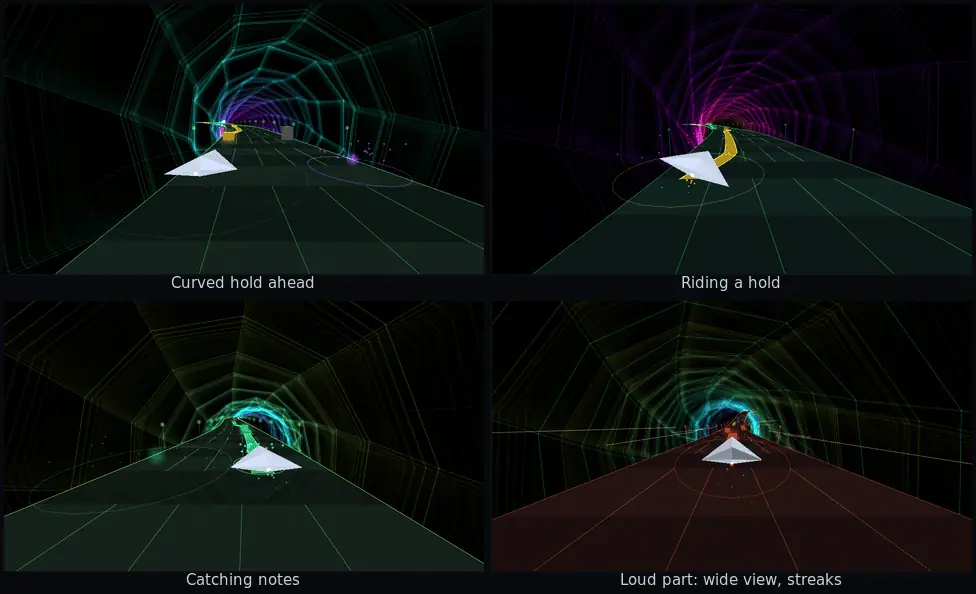 Curved hold ahead
Riding a hold
Catching notes
Loud part: wide view, streaks